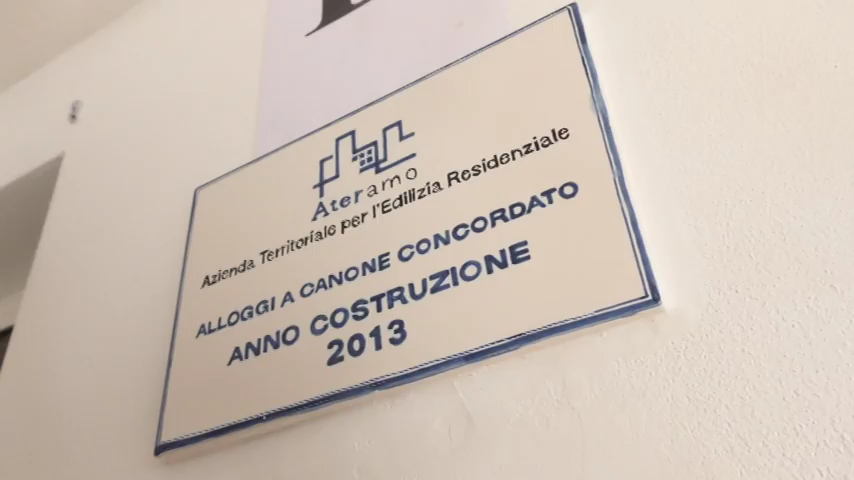 Ateramo
Azienda Territoriale per l'Edilizia Residenziale
ALLOGGI A CANONE CONCORDATO
ANNO COSTRUZIONE
2013